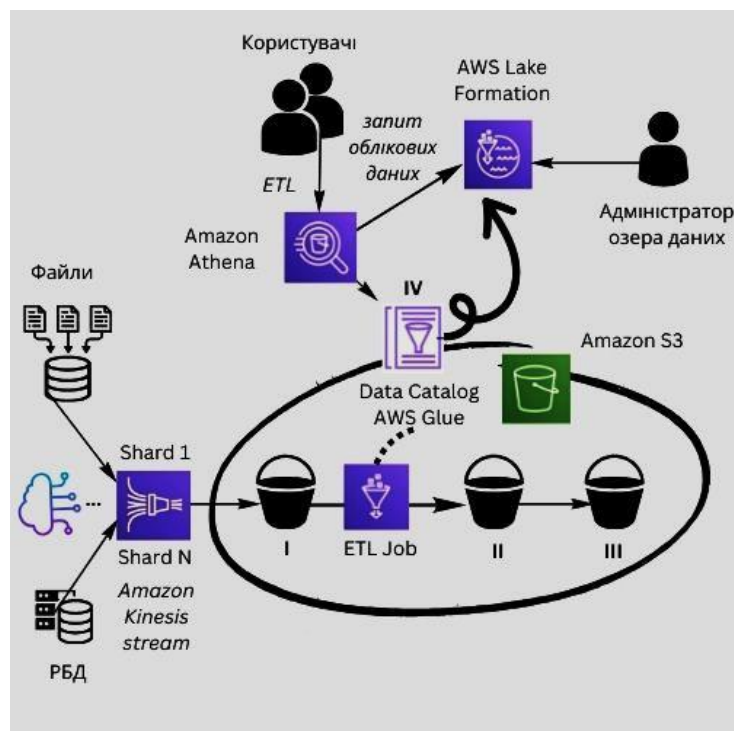 Користувачі
AWS Lake
Formation
запит
облікових
даних
ETL
Адміністратор
озера даних
Amazon
Athena
Файли
IV
Amazon S3
Data Catalog
AWS Glue
Shard 1
Shard N
I
ETL Job
II
III
Amazon
Kinesis
stream
РБД
...